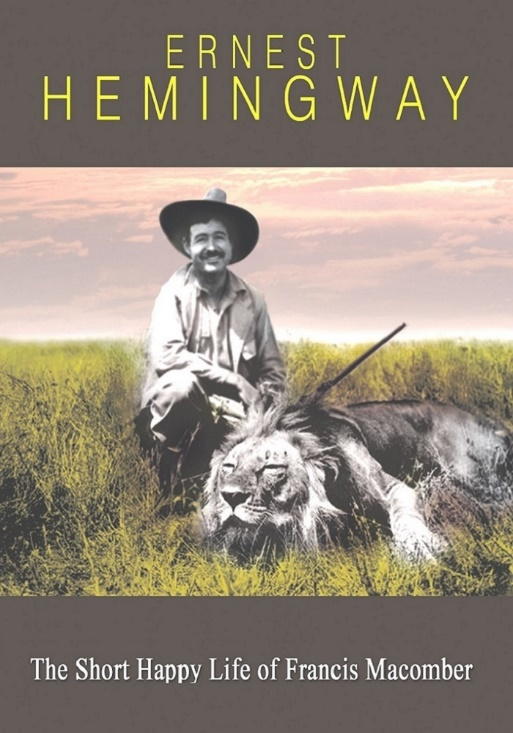 ERNEST
HEMINGWAY
The Short Happy Life of Francis Macomber